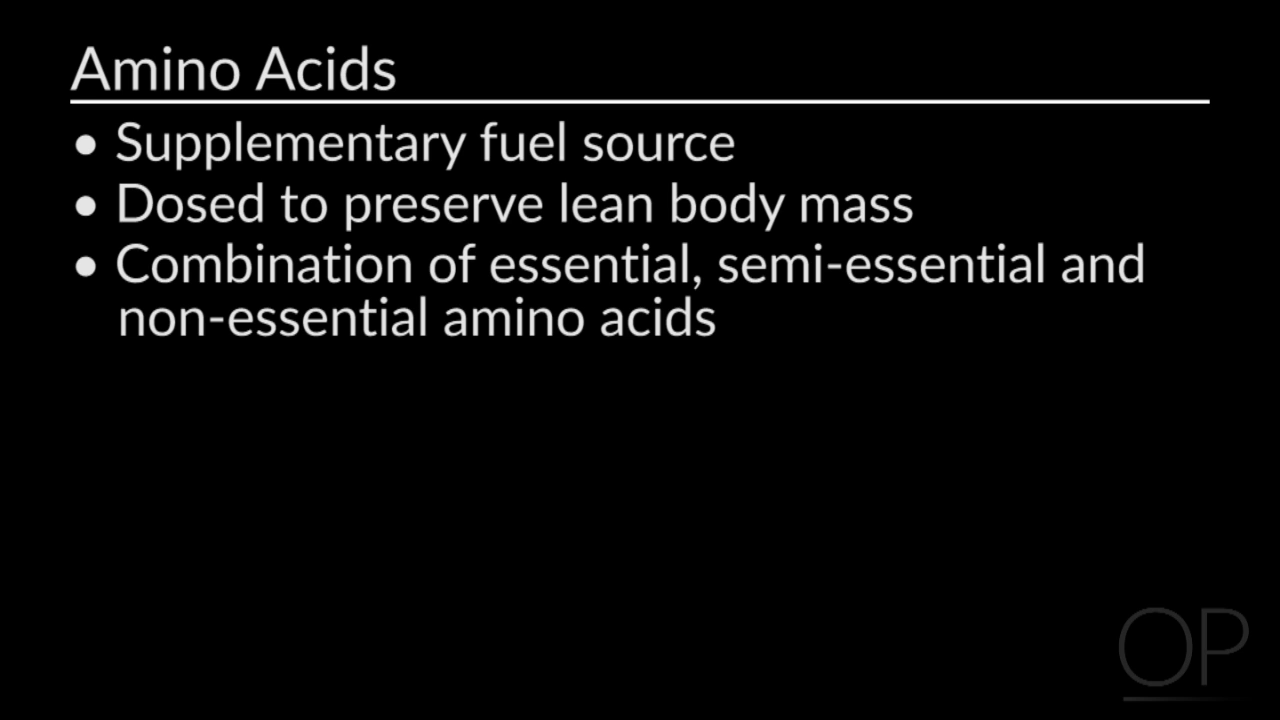 Amino Acids
• Supplementary fuel source
• Dosed to preserve lean body mass
• Combination of essential, semi-essential and
non-essential amino acids
OP